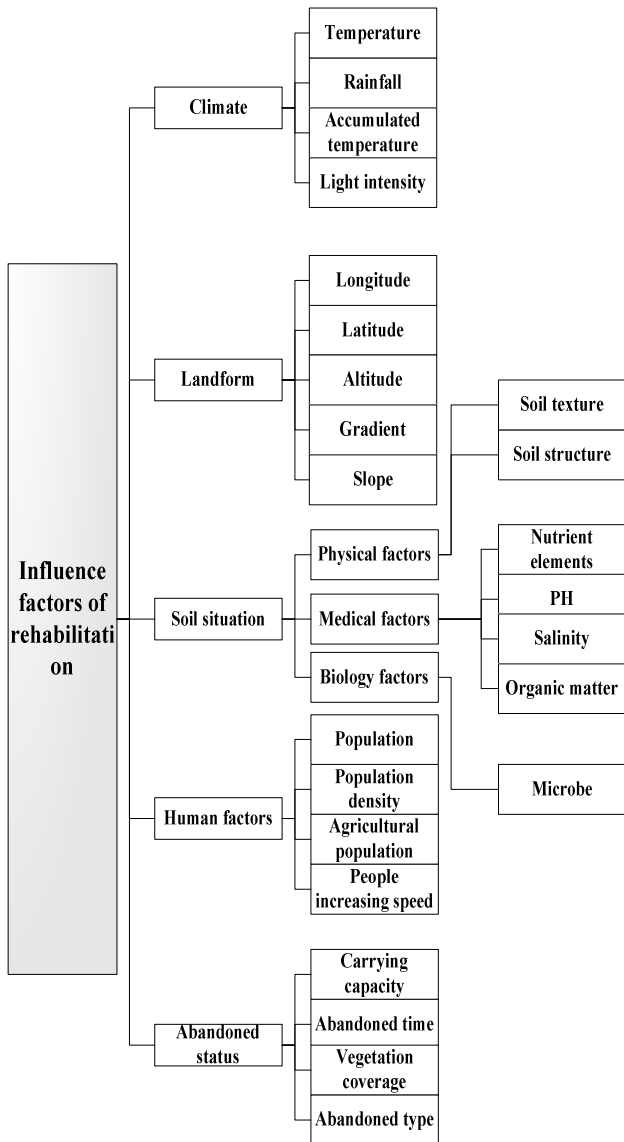 Influence
factors of
rehabilitati
on
Climate
Temperature
Rainfall
Accumulated
temperature
Light intensity
Landform
Longitude
Latitude
Altitude
Gradient
Slope
Soil situation
Physical factors
Soil texture
Soil structure
Medical factors
Nutrient
elements
PH
Salinity
Organic matter
Biology factors
Microbe
Human factors
Population
Population
density
Agricultural
population
People
increasing speed
Abandoned
status
Carrying
capacity
Abandoned time
Vegetation
coverage
Abandoned type